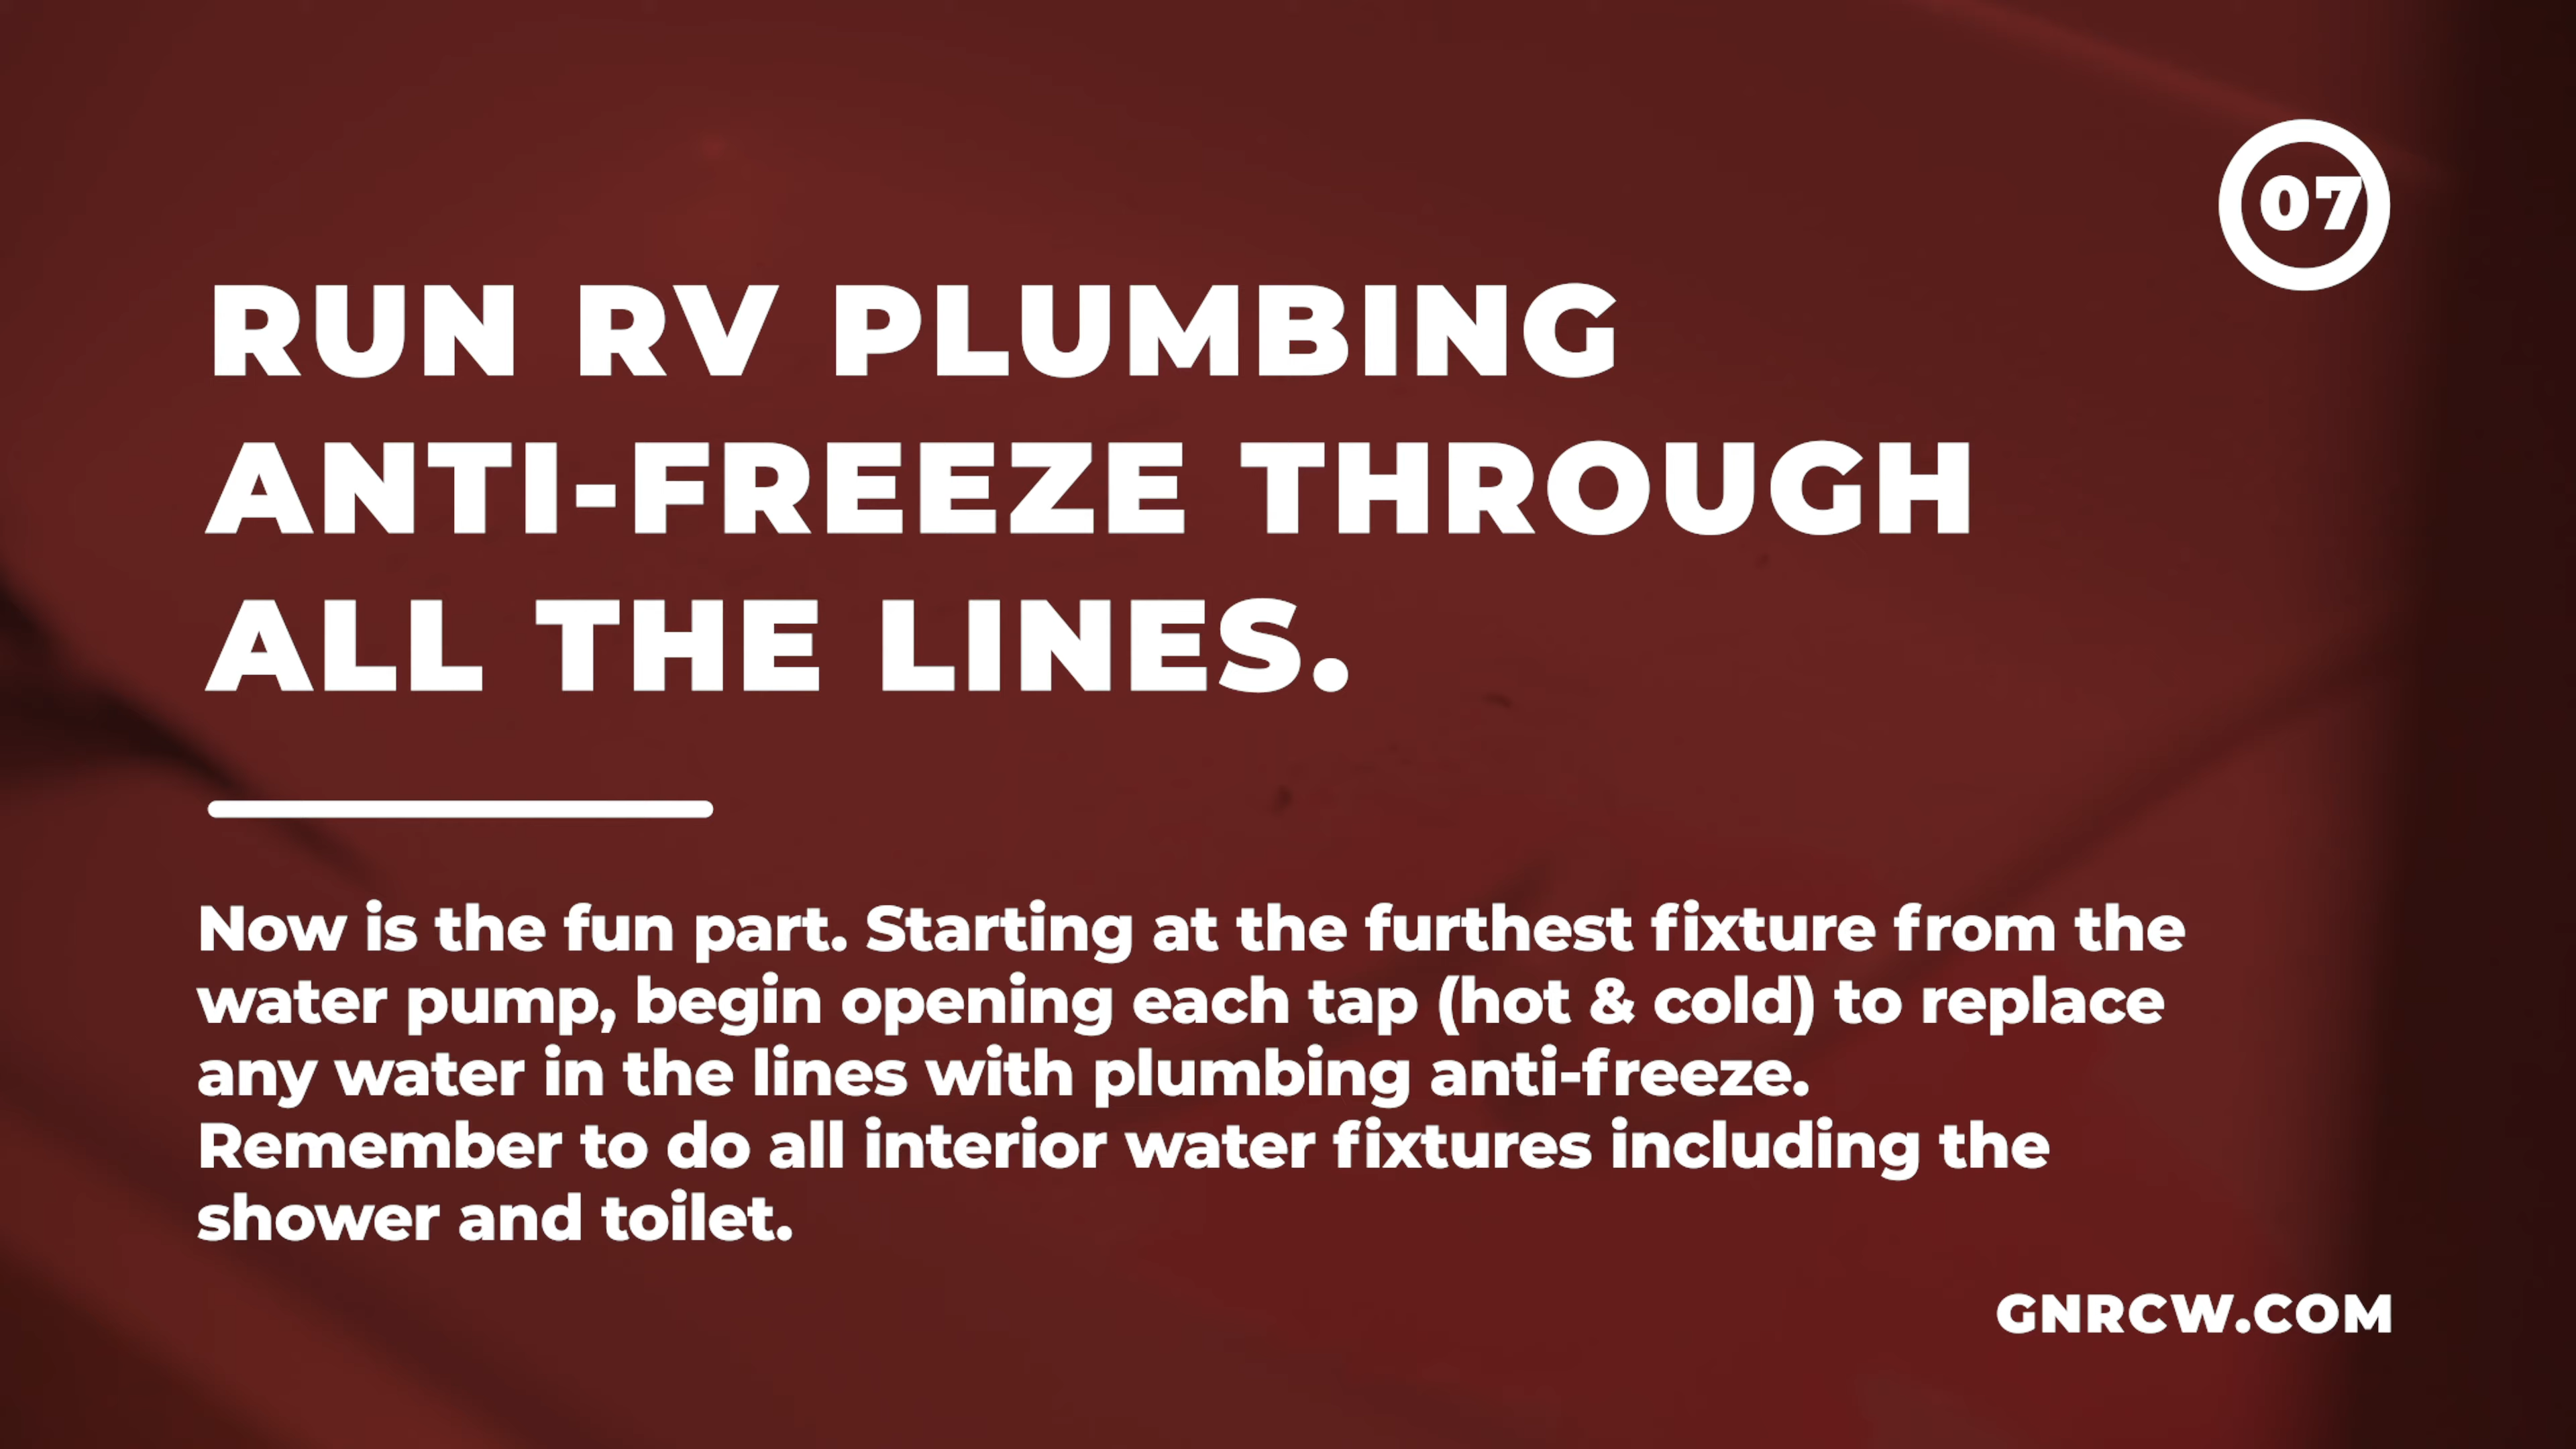 07
RUN RV PLUMBING
ANTI-FREEZE THROUGH
ALL THE LINES.
Now is the fun part. Starting at the furthest fixture from the
water pump, begin opening each tap (hot & cold) to replace
any water in the lines with plumbing anti-freeze.
Remember to do all interior water fixtures including the
shower and toilet.
GNRCW.COM